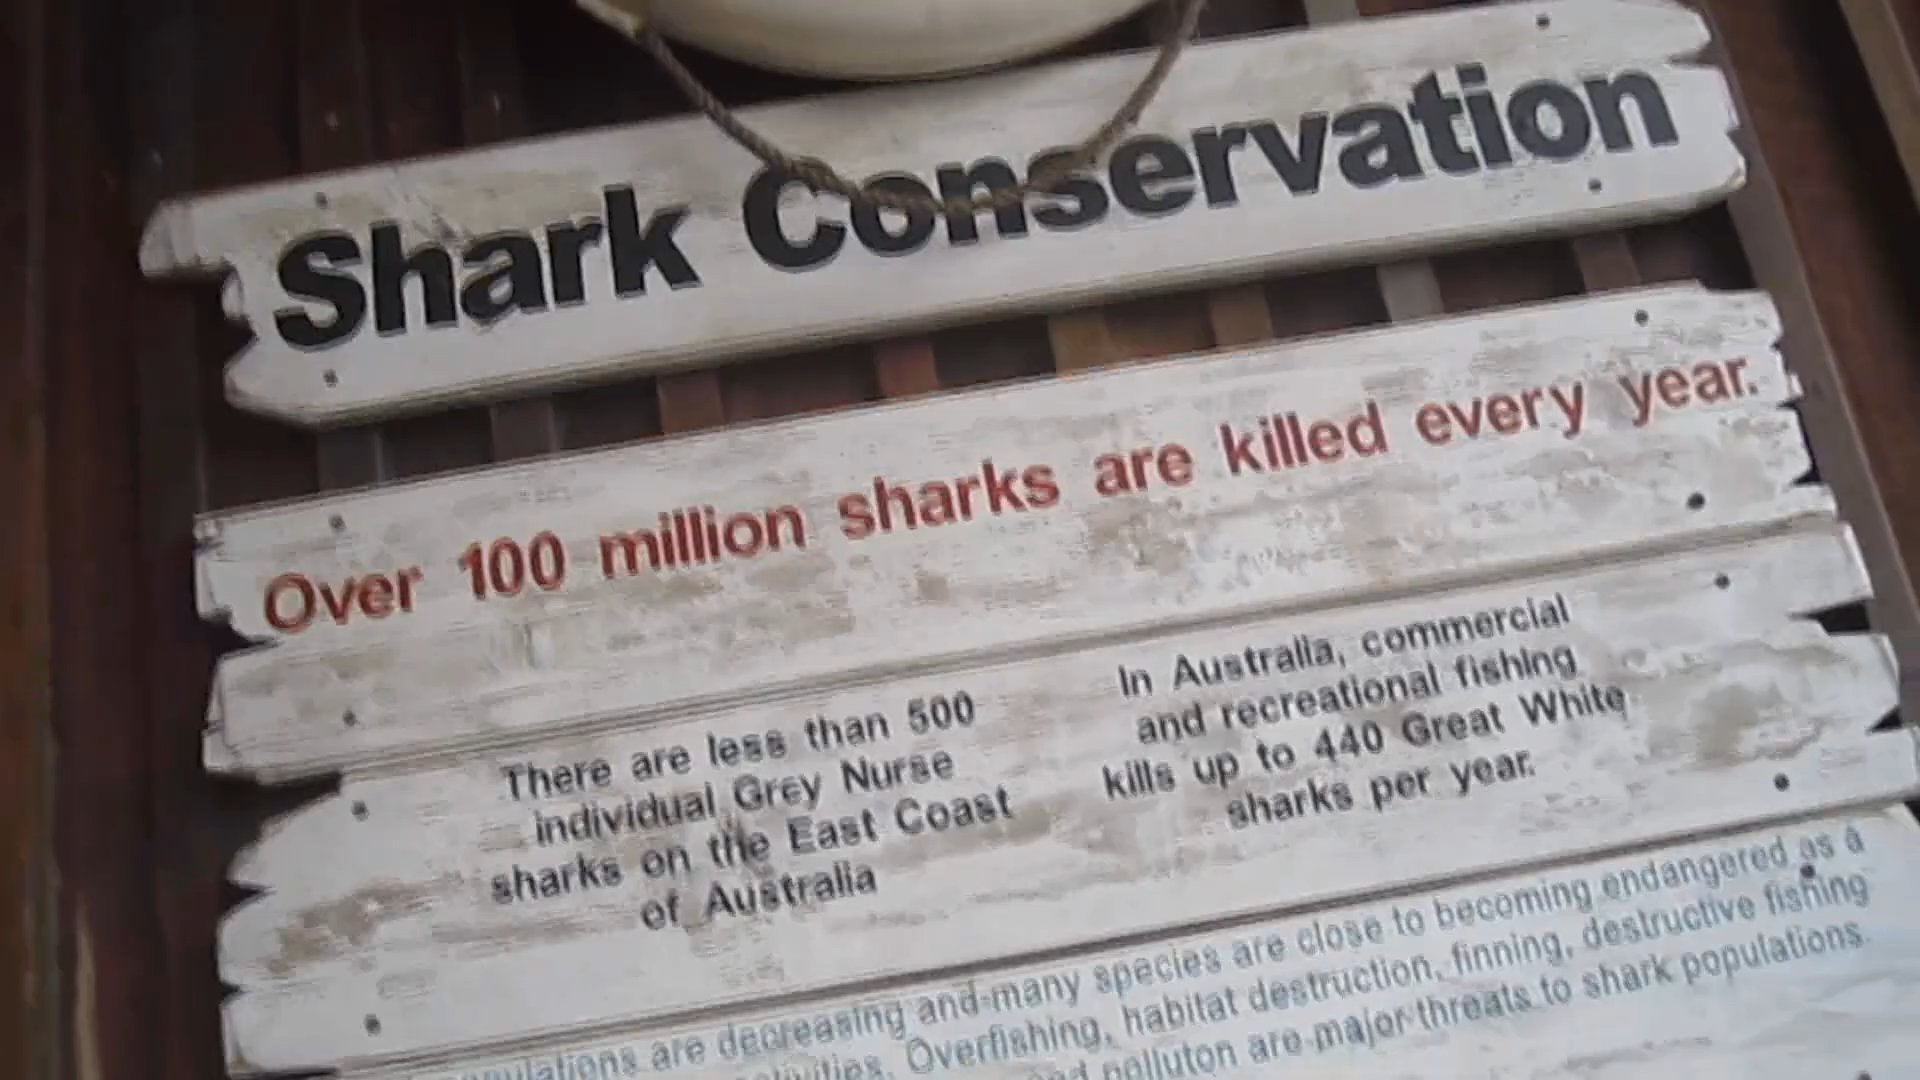 Shark Conservation
Over 100 million sharks are killed every year.
There are less than 500
individual Grey Nurse
sharks on the East Coast
of Australia
In Australia, commercial
and recreational fishing
kills up to 440 Great White
sharks per year.
are decreasing and many species are close to becoming endangered as a
Overfishing, habitat destruction, finning, destructive fishing
polluton are major threats to shark populations.